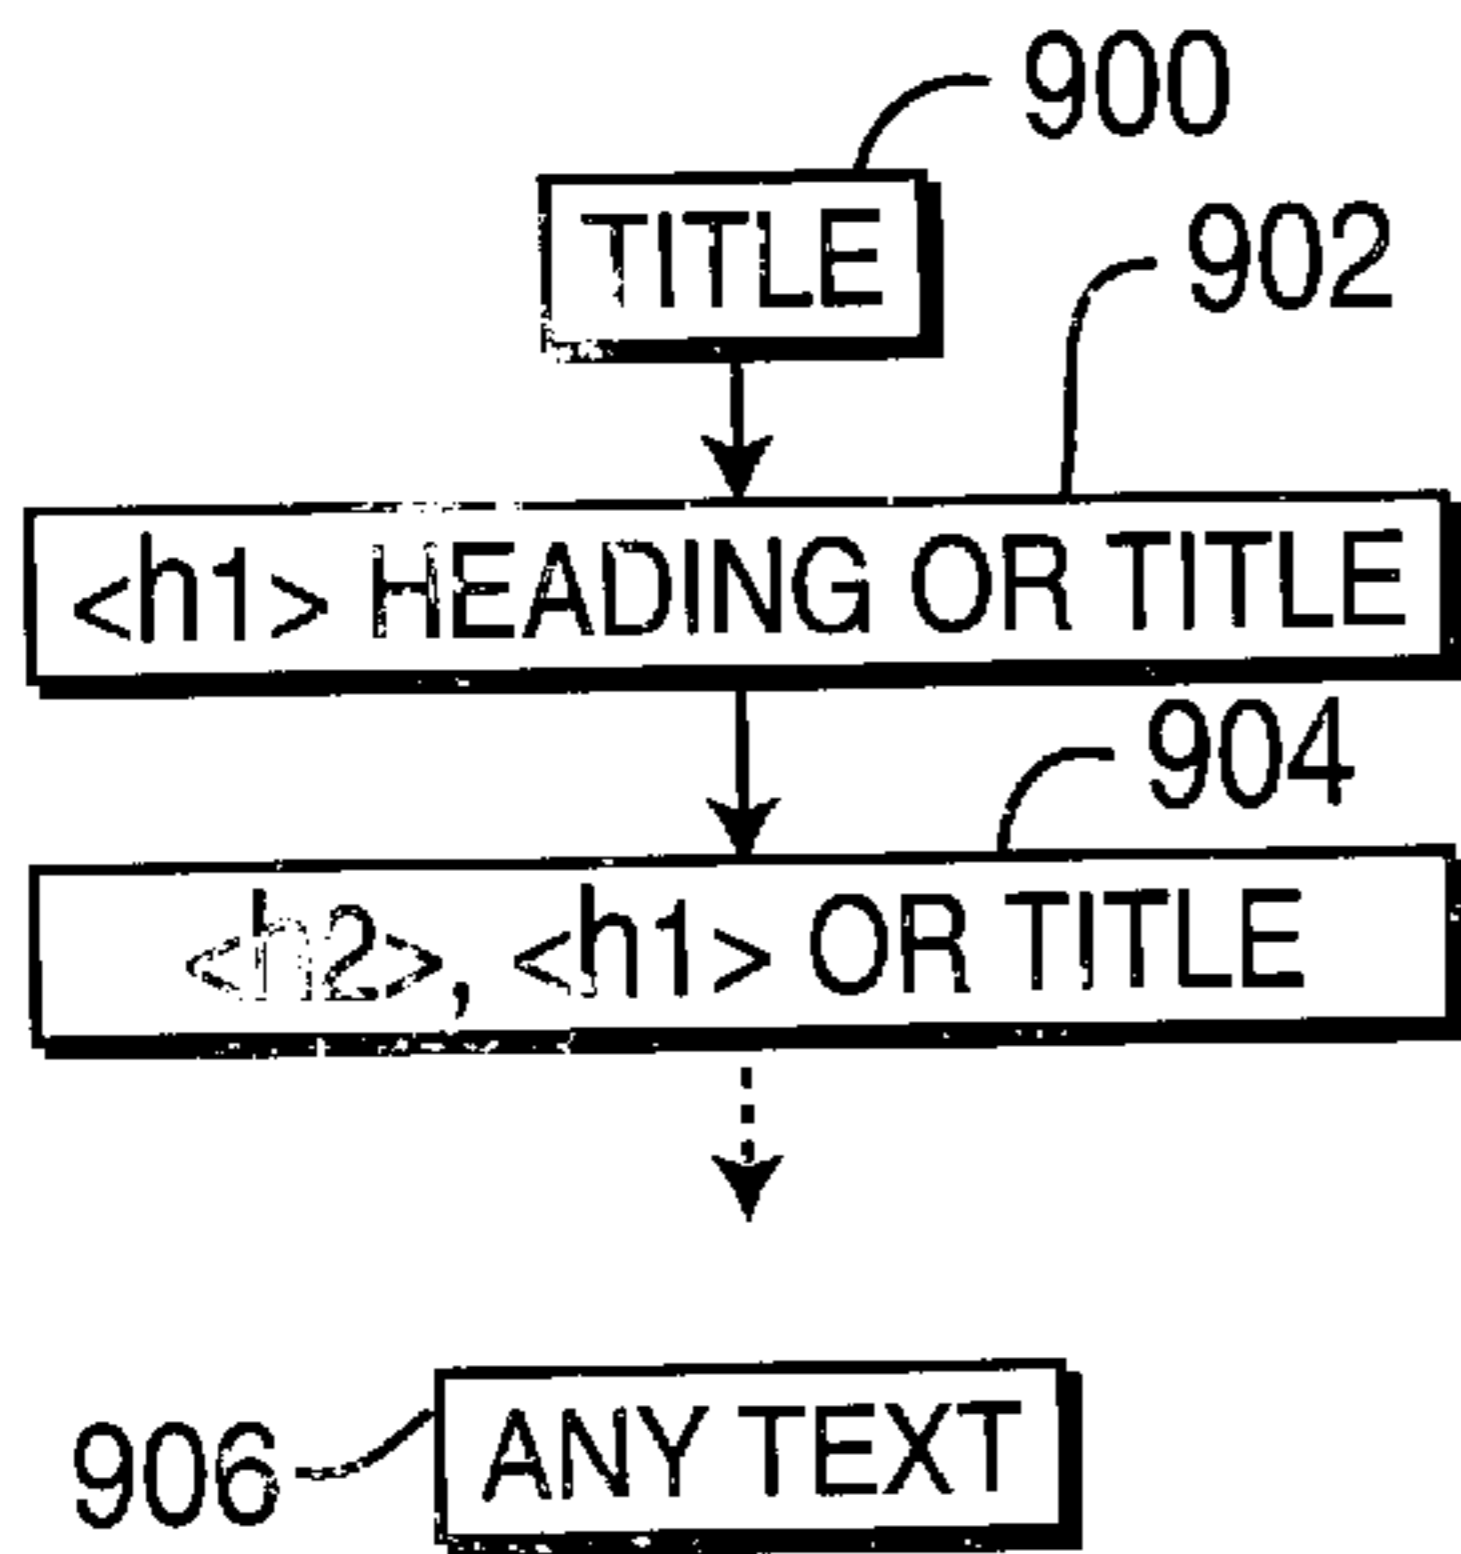 900
TITLE
902
<h1> HEADING OR TITLE
904
<h2>, <h1> OR TITLE
906
ANY TEXT